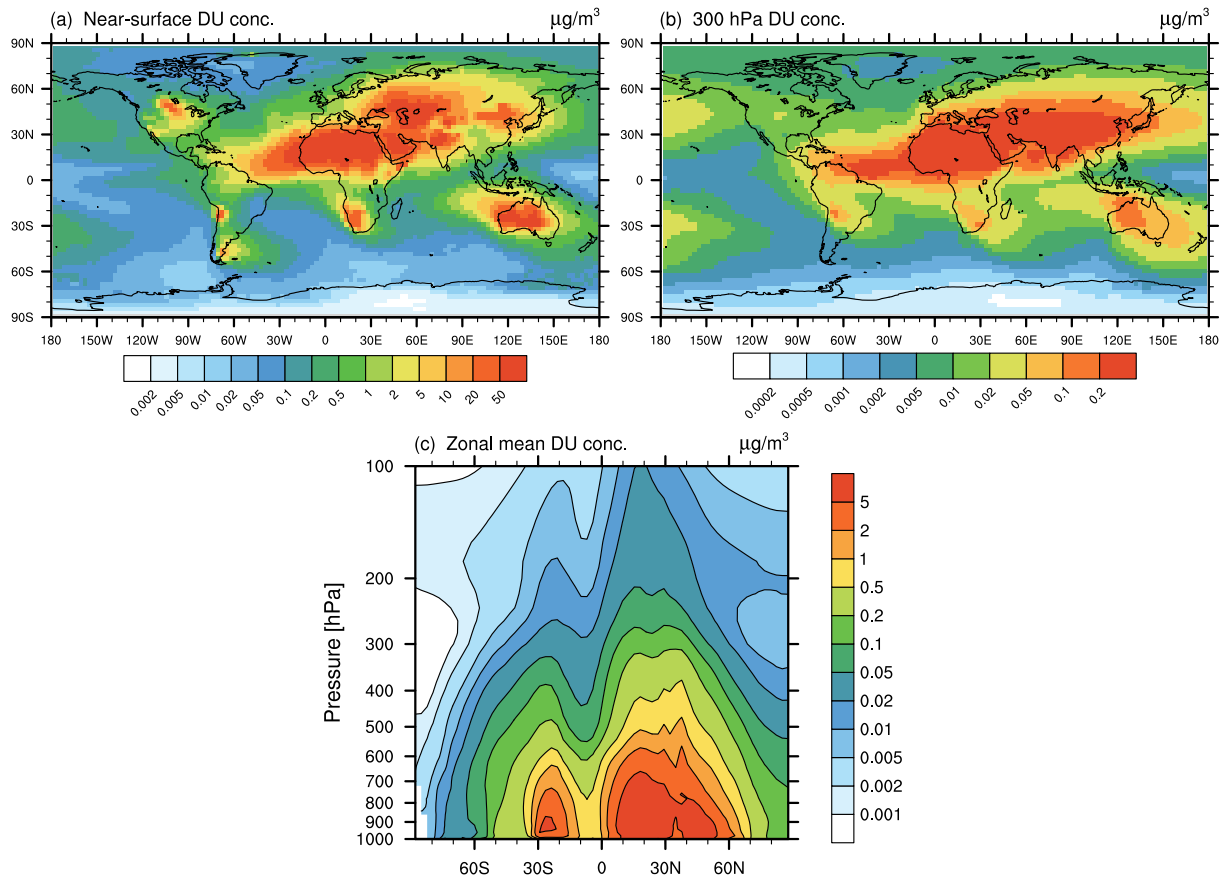 (a) Near-surface DU conc. μg/m³
90N
60N
30N
0
30S
60S
90S
180 150W 120W 90W 60W 30W 0 30E 60E 90E 120E 150E 180
0.002 0.005 0.01 0.02 0.05 0.1 0.2 0.5 1 2 5 10 20 50
(b) 300 hPa DU conc. μg/m³
90N
60N
30N
0
30S
60S
90S
180 150W 120W 90W 60W 30W 0 30E 60E 90E 120E 150E 180
0.0002 0.0005 0.001 0.002 0.005 0.01 0.02 0.05 0.1 0.2
(c) Zonal mean DU conc. μg/m³
Pressure [hPa]
100
200
300
400
500
600
700
800
900
1000
60S 30S 0 30N 60N
5
2
1
0.5
0.2
0.1
0.05
0.02
0.01
0.005
0.002
0.001